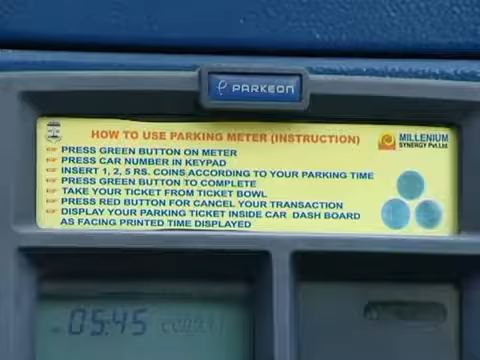 PARKEON
HOW TO USE PARKING METER (INSTRUCTION)
MILLENIUM
SYNERGY Pvt.Ltd
PRESS GREEN BUTTON ON METER
PRESS CAR NUMBER IN KEYPAD
INSERT 1, 2, 5 RS. COINS ACCORDING TO YOUR PARKING TIME
PRESS GREEN BUTTON TO COMPLETE
TAKE YOUR TICKET FROM TICKET BOWL
PRESS RED BUTTON FOR CANCEL YOUR TRANSACTION
DISPLAY YOUR PARKING TICKET INSIDE CAR DASH BOARD
AS FACING PRINTED TIME DISPLAYED
05:45